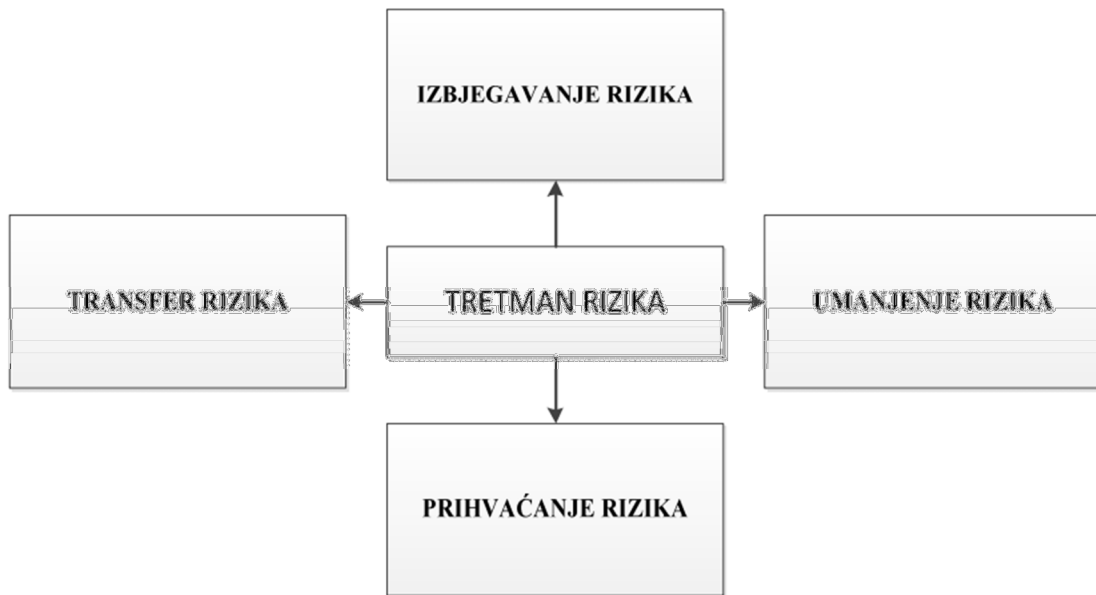 IZBJEGAVANJE RIZIKA
TRANSFER RIZIKA
TRETMAN RIZIKA
UMANJENJE RIZIKA
PRIHVAĆANJE RIZIKA